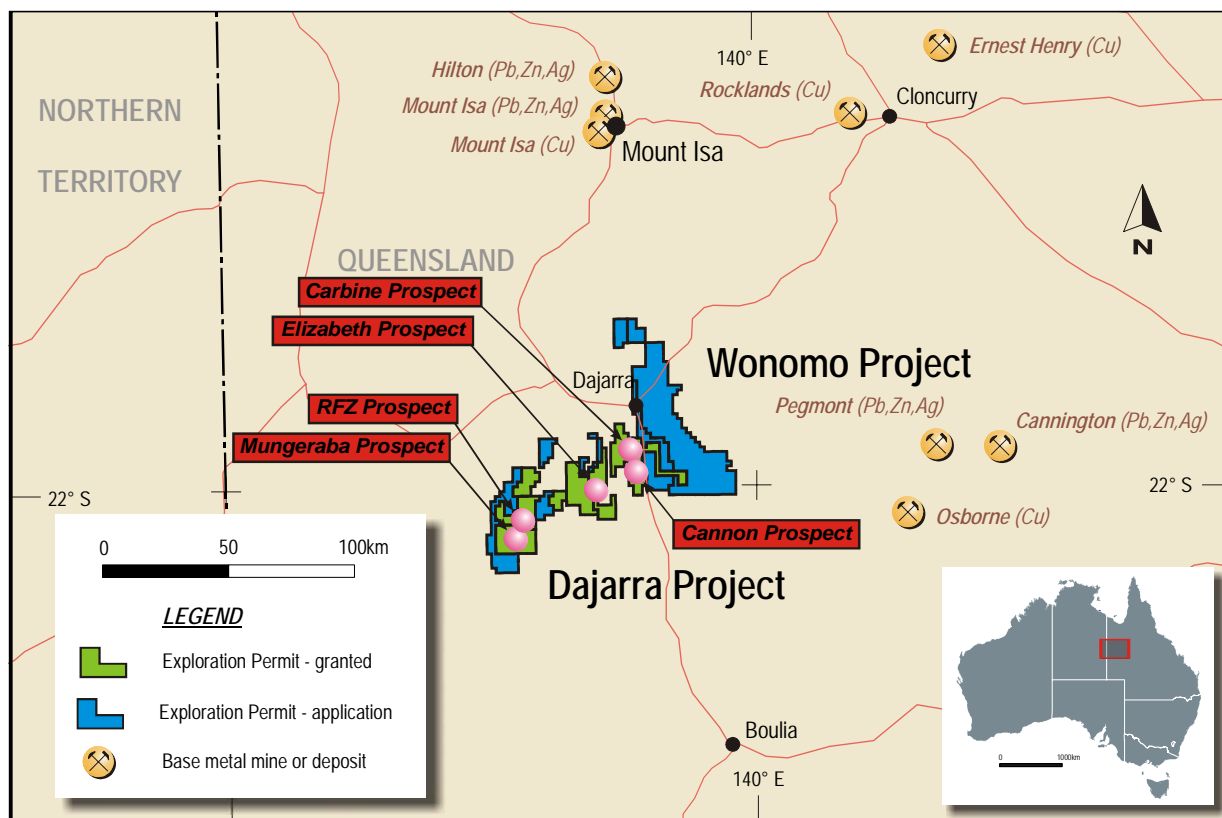 140° E
Ernest Henry (Cu)
Hilton (Pb,Zn,Ag)
Rocklands (Cu)
Cloncurry
NORTHERN
TERRITORY
Mount Isa (Pb,Zn,Ag)
Mount Isa (Cu)
Mount Isa
N
QUEENSLAND
Carbine Prospect
Elizabeth Prospect
Wonomo Project
Dajarra
RFZ Prospect
Mungeraba Prospect
Pegmont (Pb,Zn,Ag)
Cannington (Pb,Zn,Ag)
22° S
22° S
Osborne (Cu)
Cannon Prospect
Dajarra Project
0 50 100km
LEGEND
Exploration Permit - granted
Exploration Permit - application
Base metal mine or deposit
Boulia
140° E
0 1000km